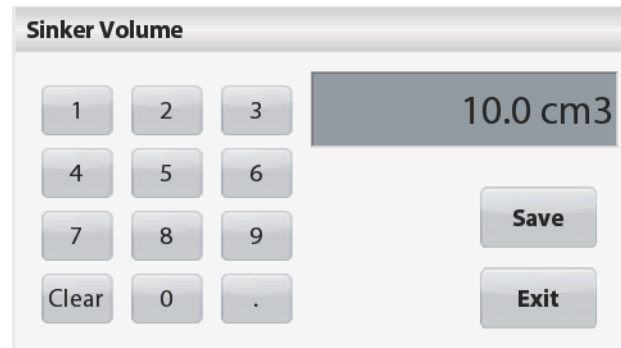 Sinker Volume
10.0 cm3
1 2 3
4 5 6
7 8 9
Clear 0 .
Save
Exit